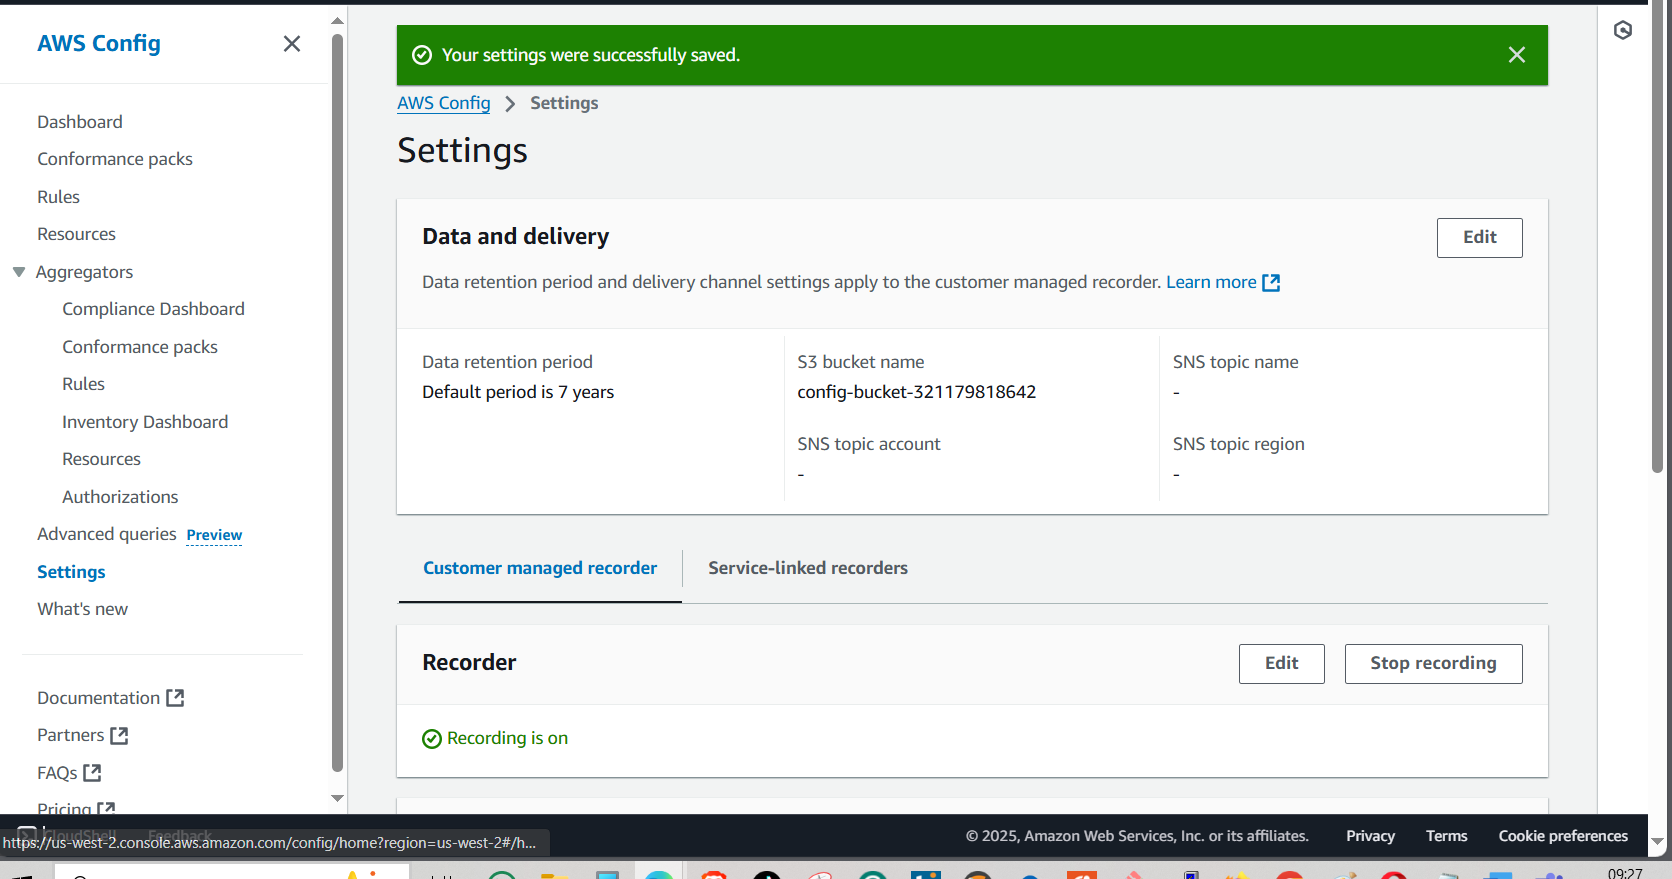 AWS Config
Dashboard
Conformance packs
Rules
Resources
Aggregators
Compliance Dashboard
Conformance packs
Rules
Inventory Dashboard
Resources
Authorizations
Advanced queries Preview
Settings
What's new
Documentation
Partners
FAQs
Pricing
Your settings were successfully saved.
AWS Config > Settings
Settings
Data and delivery
Edit
Data retention period and delivery channel settings apply to the customer managed recorder. Learn more
Data retention period
Default period is 7 years
S3 bucket name
config-bucket-321179818642
SNS topic name
-
SNS topic account
-
SNS topic region
-
Customer managed recorder
Service-linked recorders
Recorder
Edit
Stop recording
Recording is on
CloudShell Feedback
https://us-west-2.console.aws.amazon.com/config/home?region=us-west-2#/h...
© 2025, Amazon Web Services, Inc. or its affiliates.
Privacy
Terms
Cookie preferences
09:27